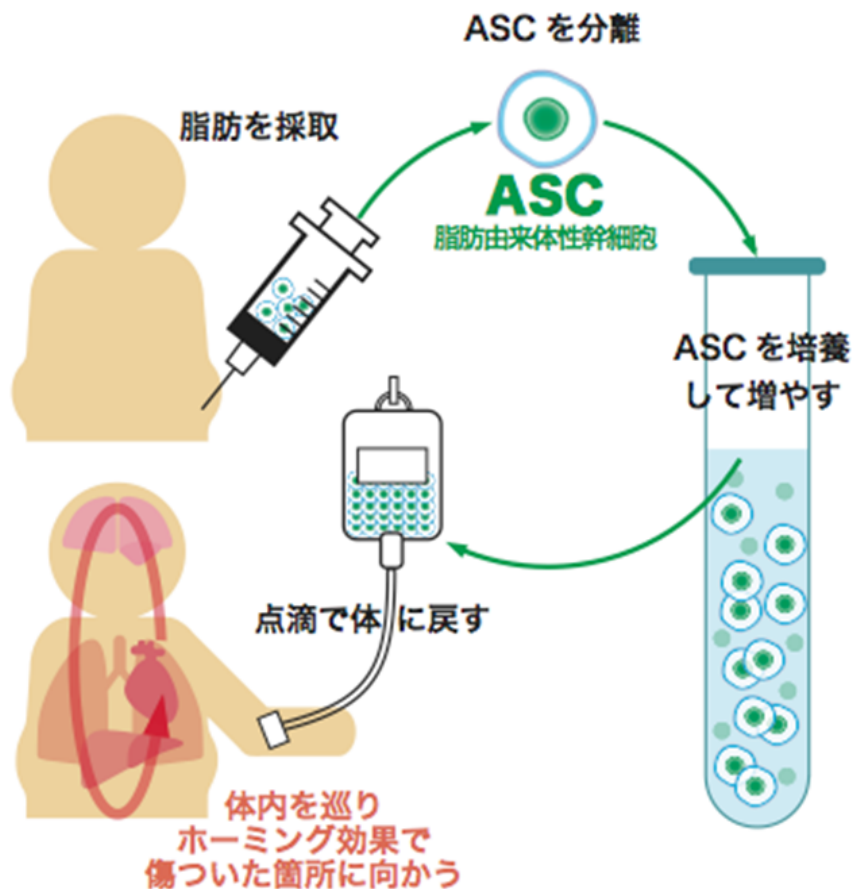 ASC を分離
脂肪を採取
ASC
脂肪由来体性幹細胞
ASC を培養
して増やす
点滴で体に戻す
体内を巡り
ホーミング効果で
傷ついた箇所に向かう